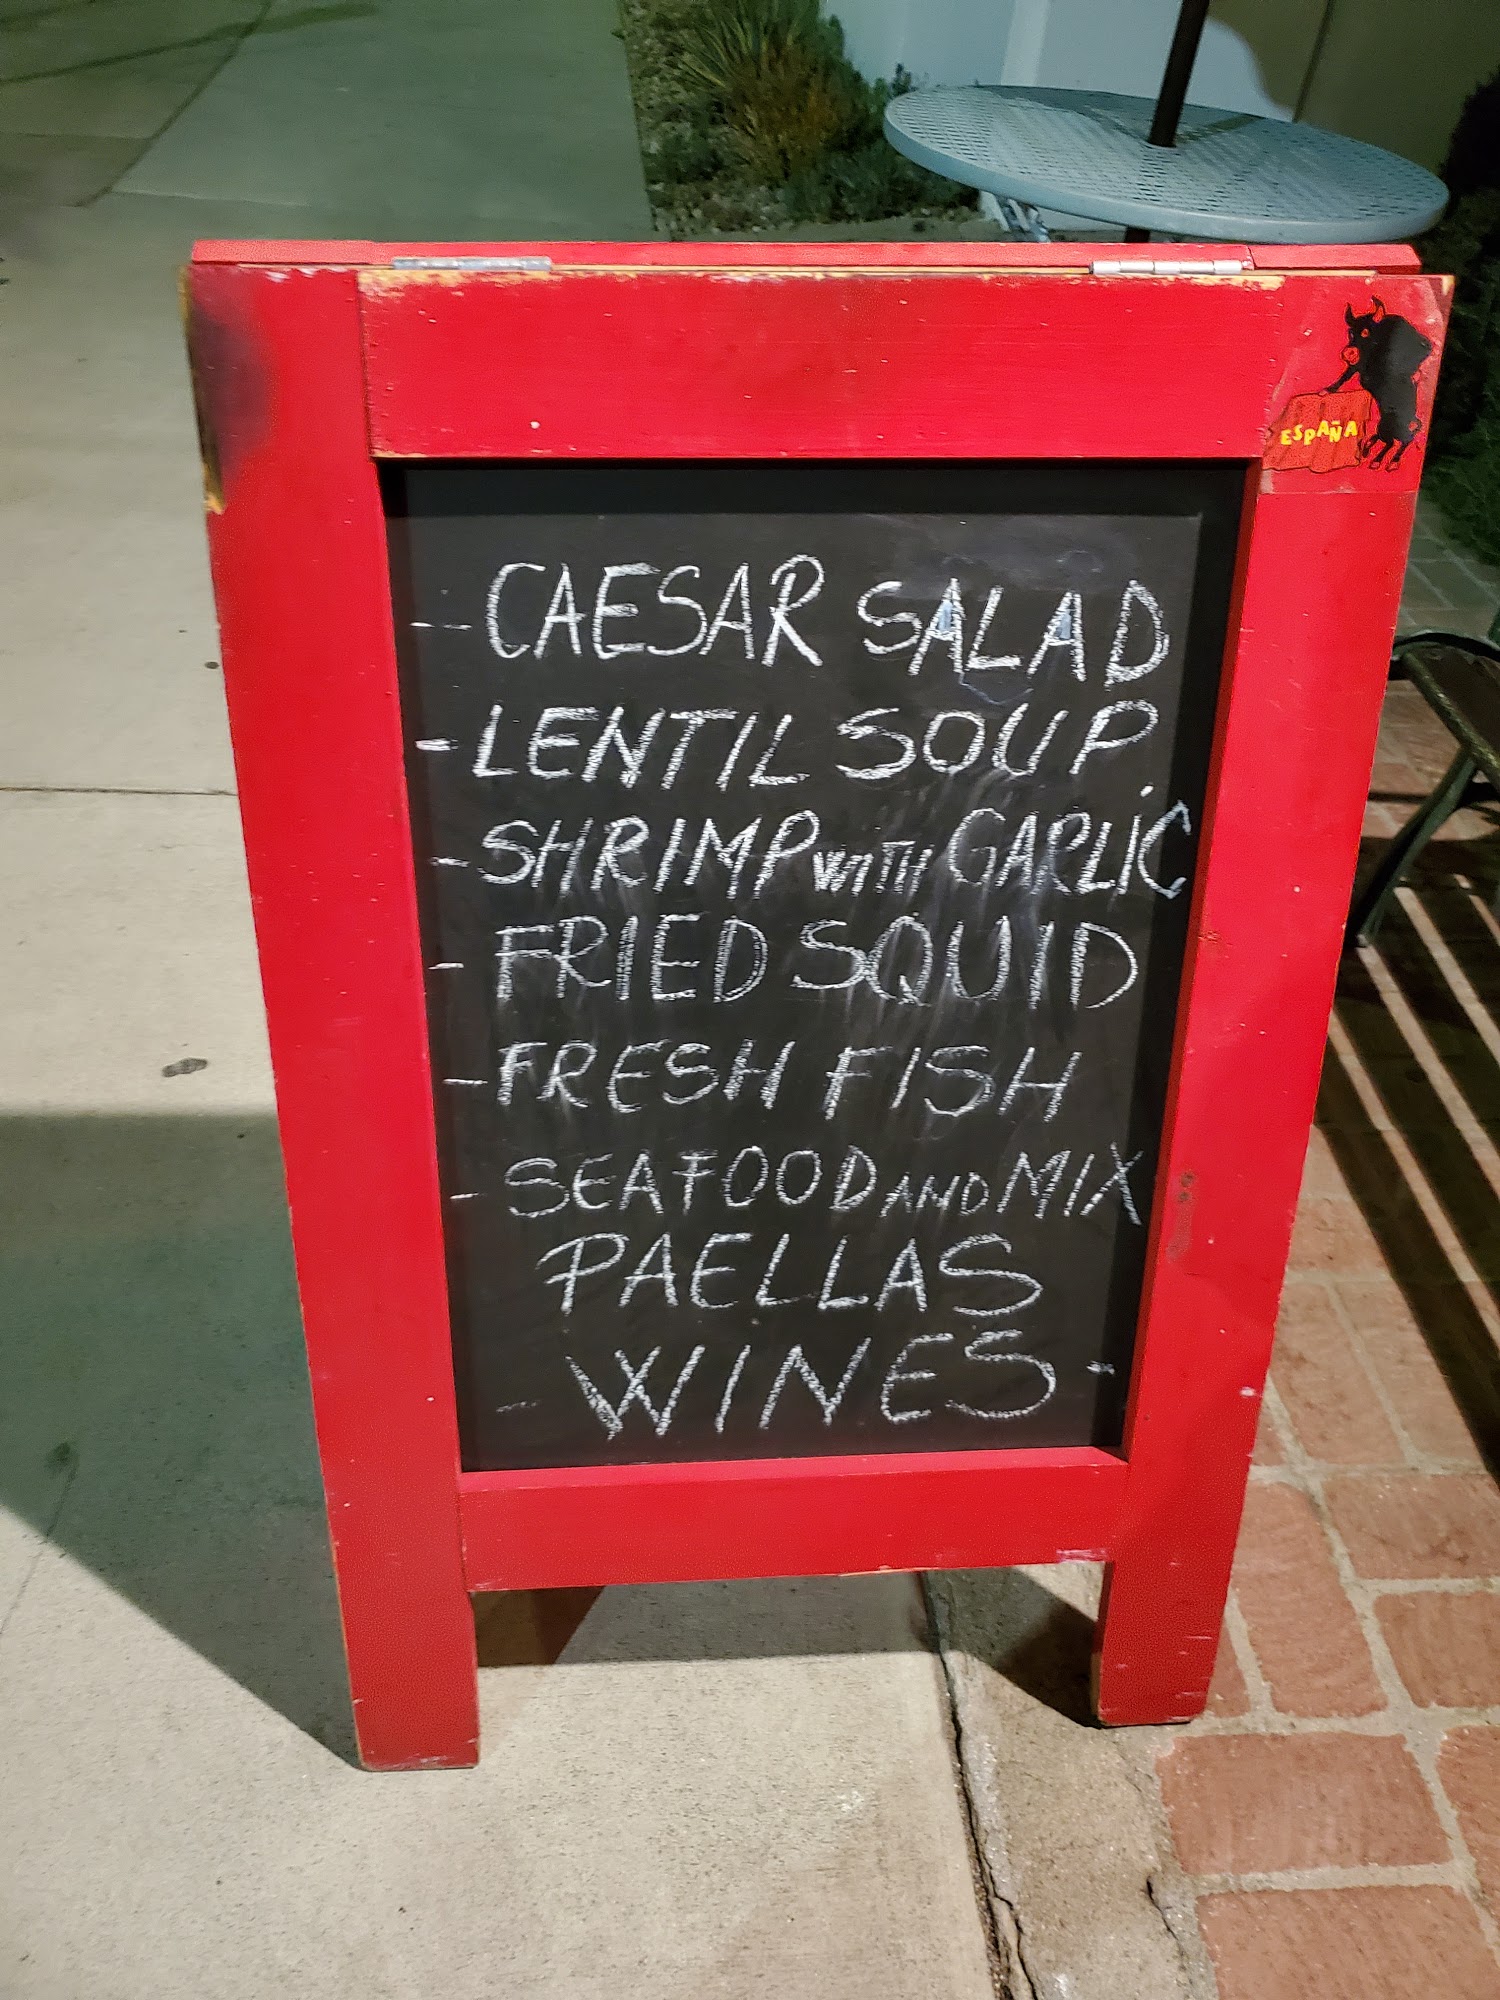 ESPAÑA
- CAESAR SALAD
- LENTIL SOUP
- SHRIMP WITH GARLIC
- FRIED SQUID
- FRESH FISH
- SEAFOOD AND MIX
PAELLAS
- WINES -